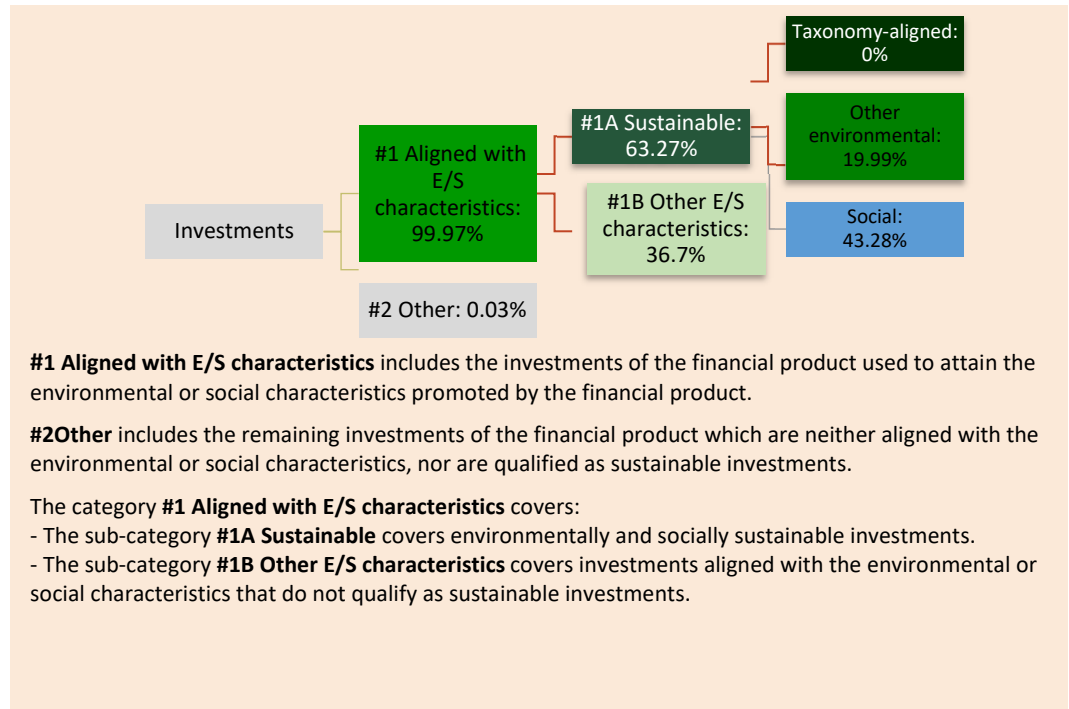 Taxonomy-aligned:
0%
#1A Sustainable:
63.27%
Other
environmental:
19.99%
#1 Aligned with
E/S
characteristics:
99.97%
#1B Other E/S
characteristics:
36.7%
Social:
43.28%
Investments
#2 Other: 0.03%
#1 Aligned with E/S characteristics includes the investments of the financial product used to attain the
environmental or social characteristics promoted by the financial product.
#2Other includes the remaining investments of the financial product which are neither aligned with the
environmental or social characteristics, nor are qualified as sustainable investments.
The category #1 Aligned with E/S characteristics covers:
- The sub-category #1A Sustainable covers environmentally and socially sustainable investments.
- The sub-category #1B Other E/S characteristics covers investments aligned with the environmental or
social characteristics that do not qualify as sustainable investments.